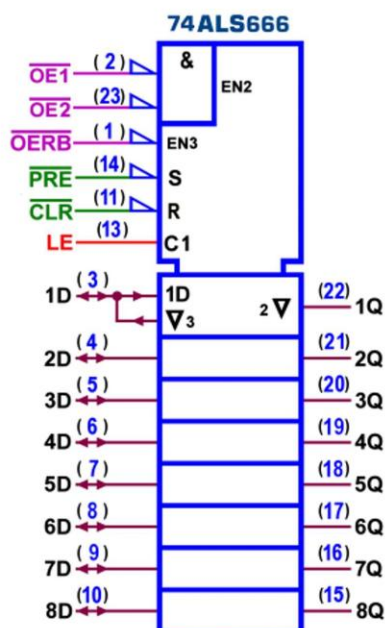 74ALS666
OE1 (2) &
EN2
OE2 (23)
OERB (1) EN3
PRE (14) S
CLR (11) R
LE (13) C1
1D (3) 1D 2 ▽ (22) 1Q
▽ 3
2D (4) (21) 2Q
3D (5) (20) 3Q
4D (6) (19) 4Q
5D (7) (18) 5Q
6D (8) (17) 6Q
7D (9) (16) 7Q
8D (10) (15) 8Q